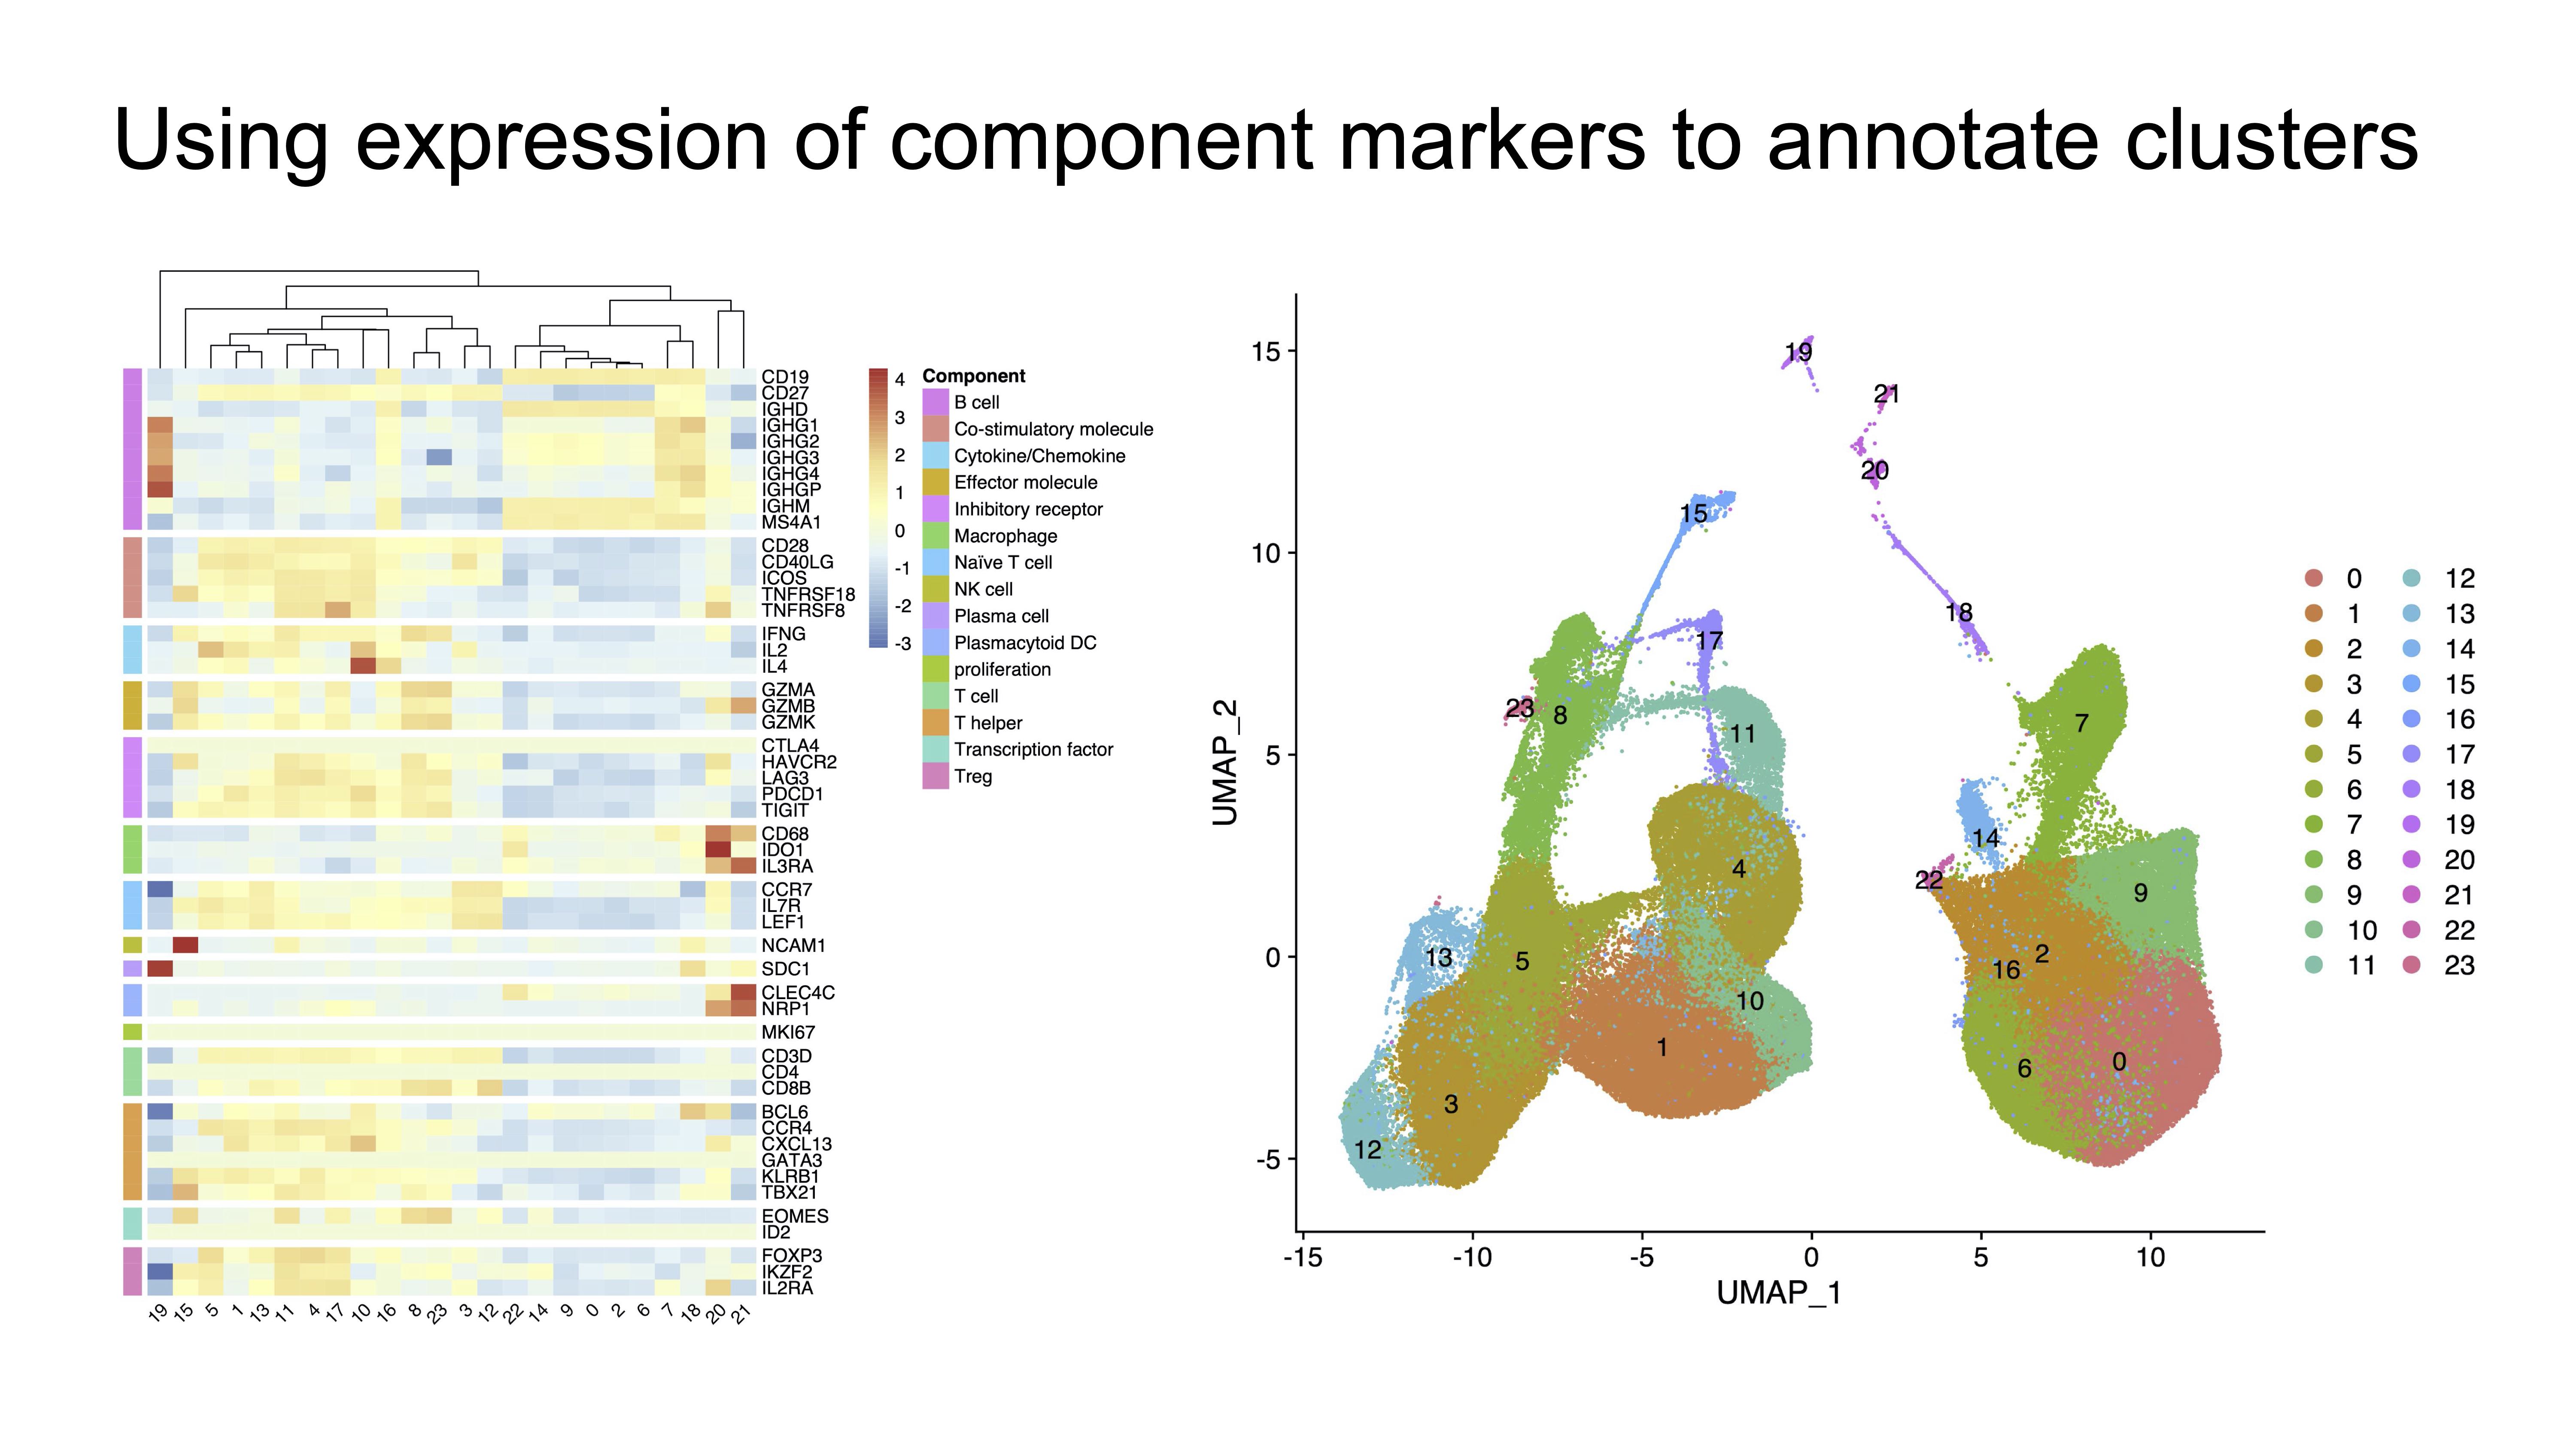 Using expression of component markers to annotate clusters
CD19
CD27
IGHD
IGHG1
IGHG2
IGHG3
IGHG4
IGHGP
IGHM
MS4A1
CD28
CD40LG
ICOS
TNFRSF18
TNFRSF8
IFNG
IL2
IL4
GZMA
GZMB
GZMK
CTLA4
HAVCR2
LAG3
PDCD1
TIGIT
CD68
IDO1
IL3RA
CCR7
IL7R
LEF1
NCAM1
SDC1
CLEC4C
NRP1
MKI67
CD3D
CD4
CD8B
BCL6
CCR4
CXCL13
GATA3
KLRB1
TBX21
EOMES
ID2
FOXP3
IKZF2
IL2RA
19 15 5 1 13 11 4 17 10 16 8 23 3 12 22 14 9 0 2 6 7 18 20 21
4
3
2
1
0
-1
-2
-3
Component
B cell
Co-stimulatory molecule
Cytokine/Chemokine
Effector molecule
Inhibitory receptor
Macrophage
Naïve T cell
NK cell
Plasma cell
Plasmacytoid DC
proliferation
T cell
T helper
Transcription factor
Treg
UMAP_2
15
10
5
0
-5
19
21
20
15
18
17
23
8
11
7
14
4
22
9
13
5
2
16
10
1
6
0
3
12
-15 -10 -5 0 5 10
UMAP_1
0 12
1 13
2 14
3 15
4 16
5 17
6 18
7 19
8 20
9 21
10 22
11 23